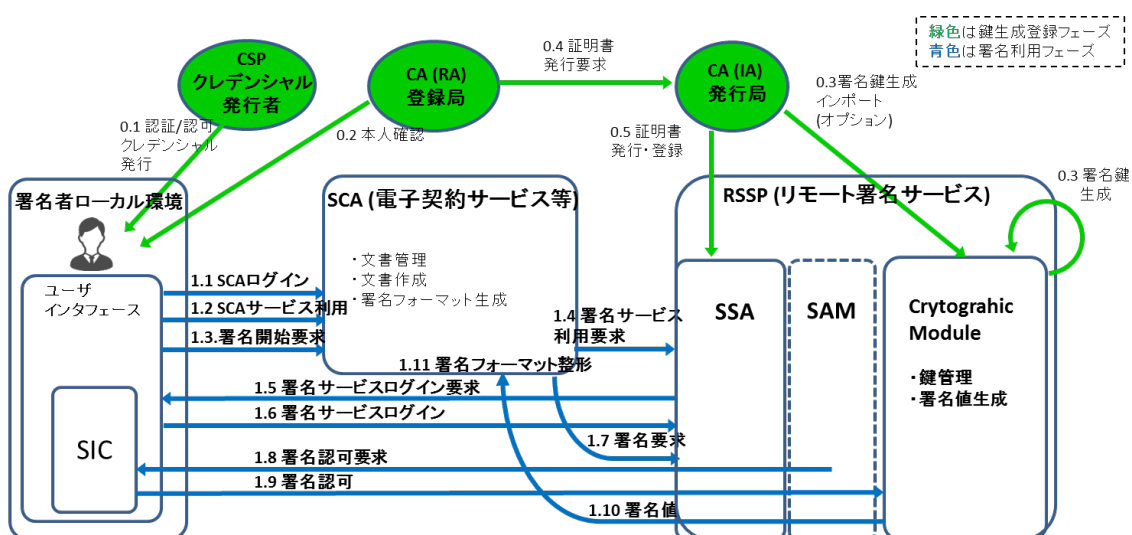 緑色は鍵生成登録フェーズ
青色は署名利用フェーズ
CSP
クレデンシャル
発行者
CA (RA)
登録局
0.4 証明書
発行要求
CA (IA)
発行局
0.3署名鍵生成
インポート
(オプション)
0.1 認証/認可
クレデンシャル
発行
0.2 本人確認
0.5 証明書
発行・登録
0.3 署名鍵
生成
署名者ローカル環境
SCA (電子契約サービス等)
RSSP (リモート署名サービス)
・文書管理
・文書作成
・署名フォーマット生成
ユーザ
インタフェース
1.1 SCAログイン
1.2 SCAサービス利用
1.3.署名開始要求
1.4 署名サービス
利用要求
SSA
SAM
Crytograhic
Module
・鍵管理
・署名値生成
1.11 署名フォーマット整形
1.5 署名サービスログイン要求
1.6 署名サービスログイン
1.7 署名要求
SIC
1.8 署名認可要求
1.9 署名認可
1.10 署名値